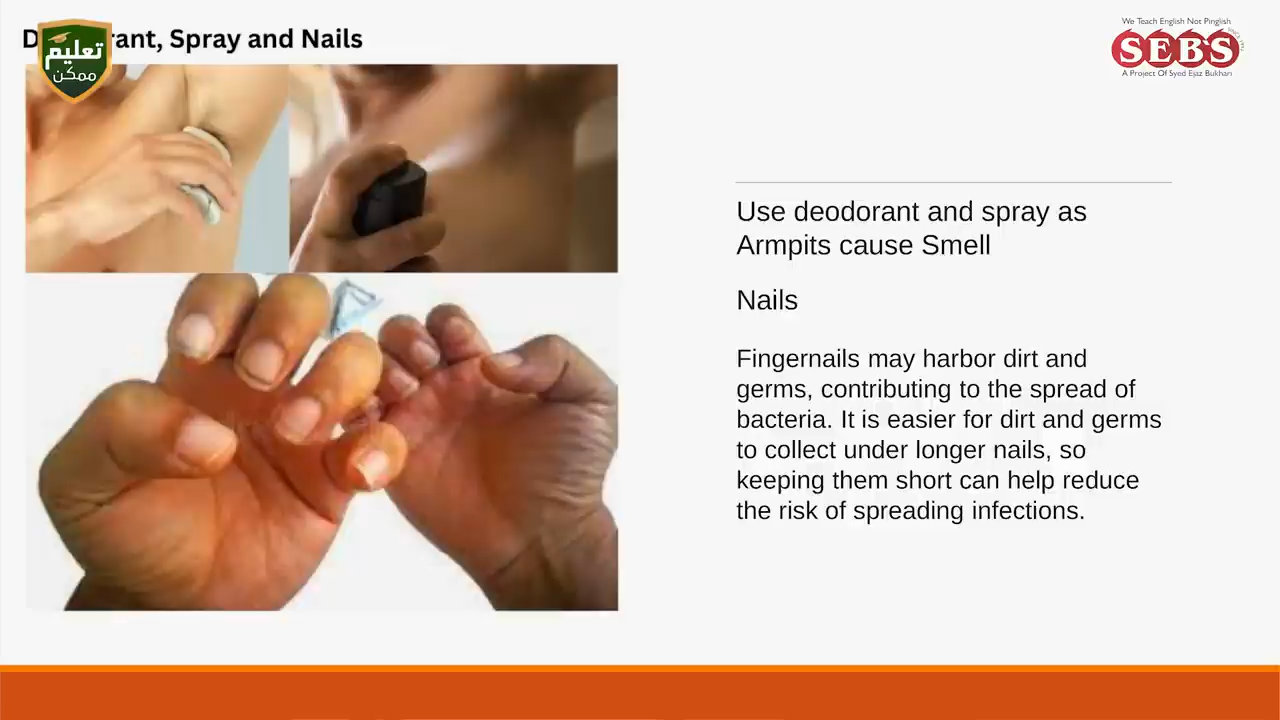 rant, Spray and Nails
تعلیم
ممکن
We Teach English Not Pinglish
SEBS
A Project Of Syed Ejaz Bukhari
Use deodorant and spray as
Armpits cause Smell
Nails
Fingernails may harbor dirt and
germs, contributing to the spread of
bacteria. It is easier for dirt and germs
to collect under longer nails, so
keeping them short can help reduce
the risk of spreading infections.